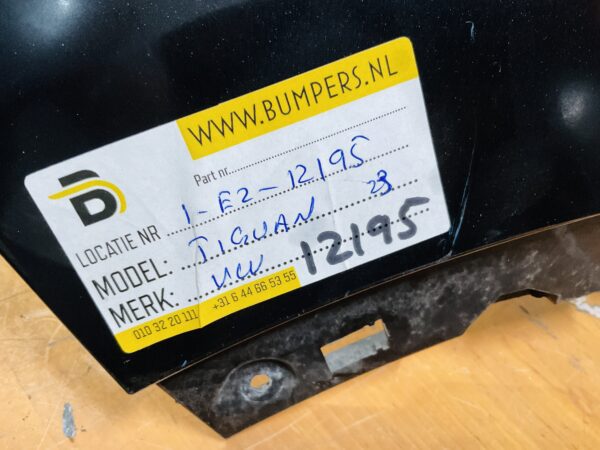 WWW.BUMPERS.NL
B
Part nr.
LOCATIE NR 1-E2-12195
MODEL: TIGUAN 23
MERK: VW 12195
010 32 20 111 +31 6 44 66 53 55